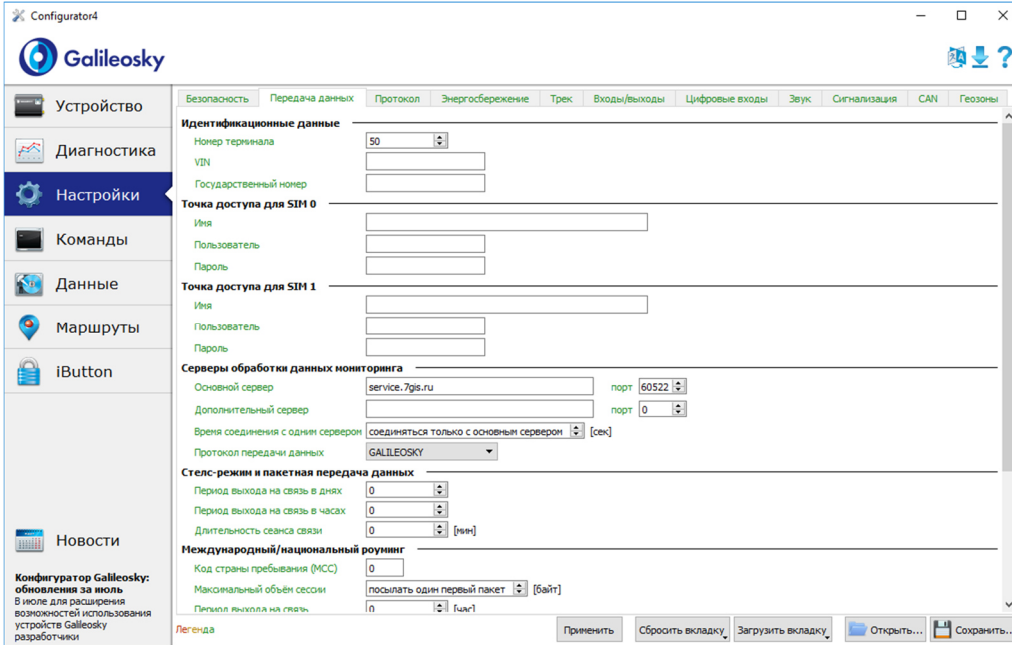 Configurator4
Galileosky
Устройство
Диагностика
Настройки
Команды
Данные
Маршруты
iButton
Новости
Конфигуратор Galileosky:
обновления за июль
В июле для расширения
возможностей использования
устройств Galileosky
разработчики
Безопасность Передача данных Протокол Энергосбережение Трек Входы/выходы Цифровые входы Звук Сигнализация CAN Геозоны
Идентификационные данные
Номер терминала 50
VIN
Государственный номер
Точка доступа для SIM 0
Имя
Пользователь
Пароль
Точка доступа для SIM 1
Имя
Пользователь
Пароль
Серверы обработки данных мониторинга
Основной сервер service.7gis.ru порт 60522
Дополнительный сервер порт 0
Время соединения с одним сервером соединяться только с основным сервером [сек]
Протокол передачи данных GALILEOSKY
Стелс-режим и пакетная передача данных
Период выхода на связь в днях 0
Период выхода на связь в часах 0
Длительность сеанса связи 0 [мин]
Международный/национальный роуминг
Код страны пребывания (MCC) 0
Максимальный объём сессии посылать один первый пакет [байт]
Период выхода на связь 0 [час]
Легенда
Применить Сбросить вкладку Загрузить вкладку Открыть... Сохранить...